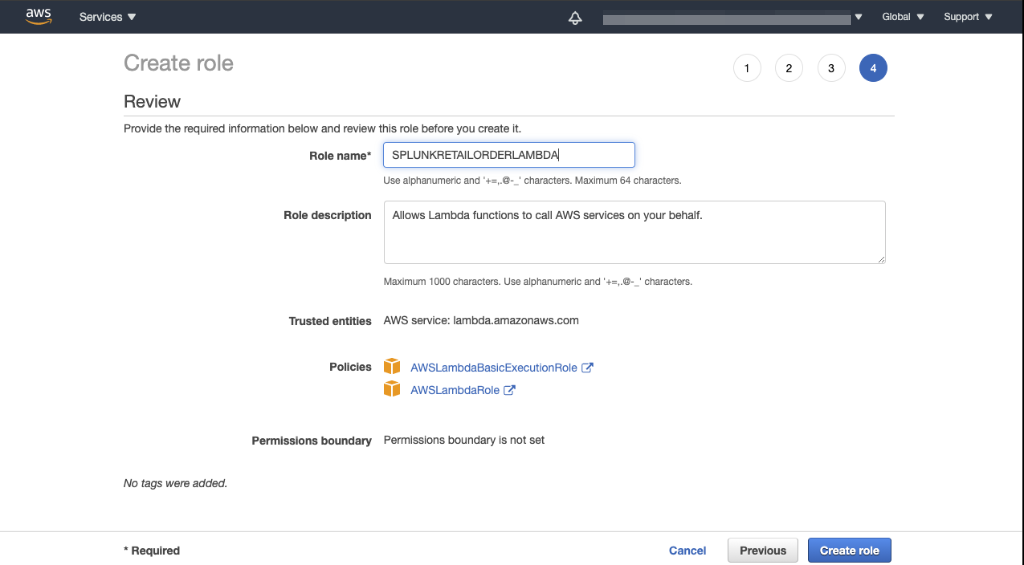 aws Services Global Support
Create role
1 2 3 4
Review
Provide the required information below and review this role before you create it.
Role name* SPLUNKRETAILORDERLAMBDA
Use alphanumeric and '+=,.@-_' characters. Maximum 64 characters.
Role description Allows Lambda functions to call AWS services on your behalf.
Maximum 1000 characters. Use alphanumeric and '+=,.@-_' characters.
Trusted entities AWS service: lambda.amazonaws.com
Policies AWSLambdaBasicExecutionRole
AWSLambdaRole
Permissions boundary Permissions boundary is not set
No tags were added.
* Required Cancel Previous Create role